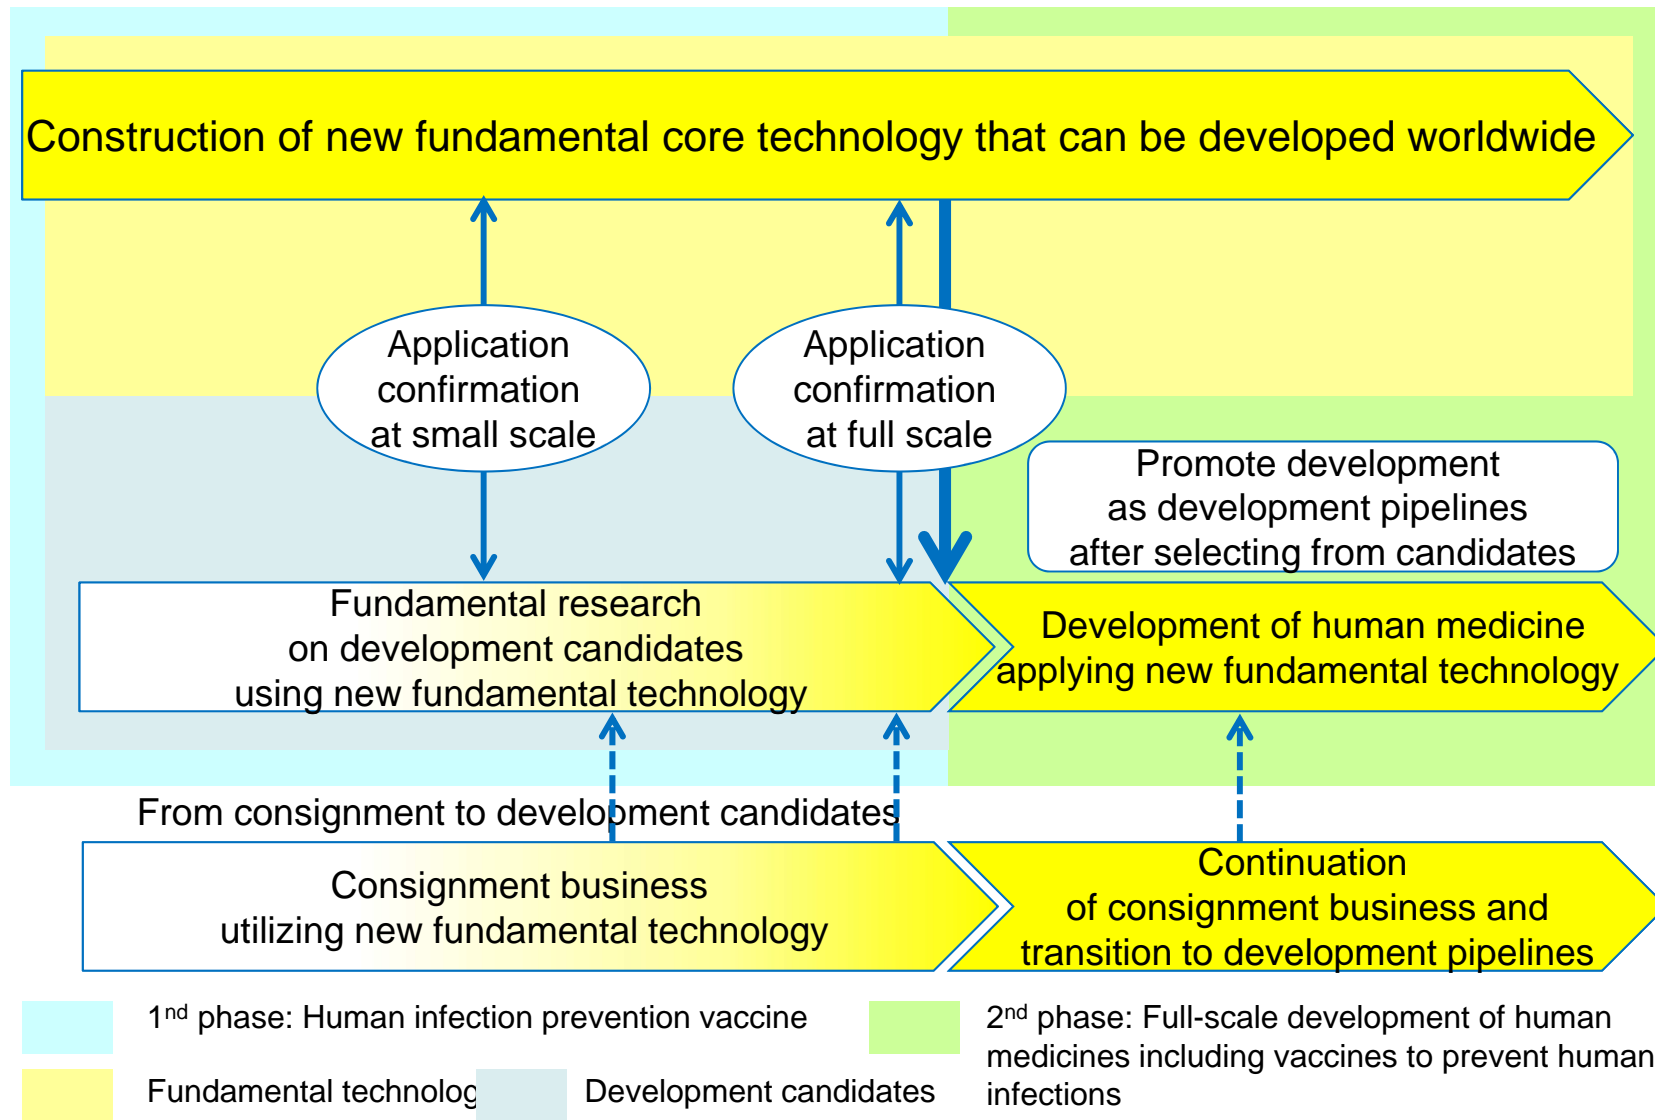 Construction of new fundamental core technology that can be developed worldwide
Application
confirmation
at small scale
Application
confirmation
at full scale
Promote development
as development pipelines
after selecting from candidates
Fundamental research
on development candidates
using new fundamental technology
Development of human medicine
applying new fundamental technology
From consignment to development candidates
Consignment business
utilizing new fundamental technology
Continuation
of consignment business and
transition to development pipelines
1nd phase: Human infection prevention vaccine
2nd phase: Full-scale development of human
medicines including vaccines to prevent human
infections
Fundamental technolog
Development candidates